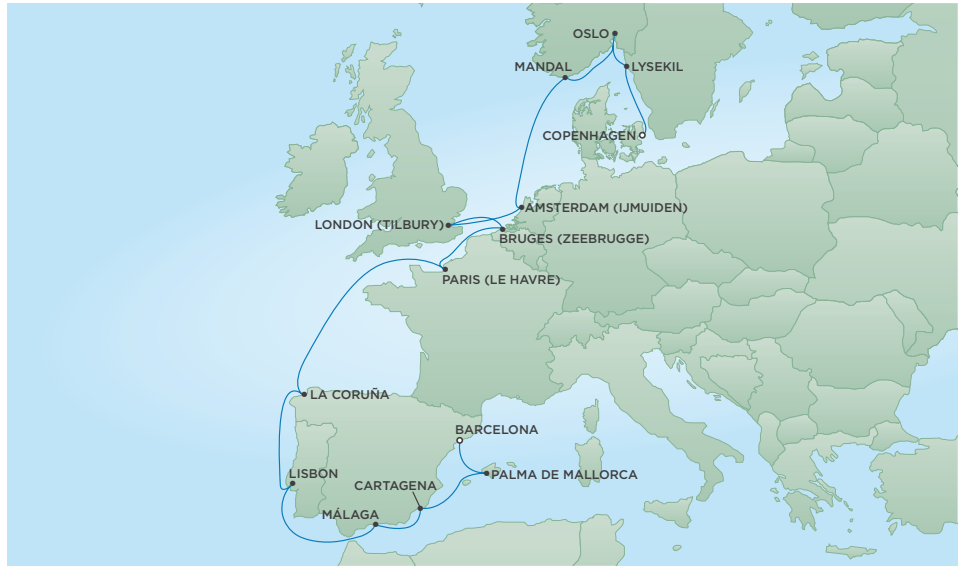 OSLO
MANDAL
LYSEKIL
COPENHAGEN
AMSTERDAM (IJMUIDEN)
LONDON (TILBURY)
BRUGES (ZEEBRUGGE)
PARIS (LE HAVRE)
LA CORUÑA
BARCELONA
LISBON
PALMA DE MALLORCA
CARTAGENA
MÁLAGA